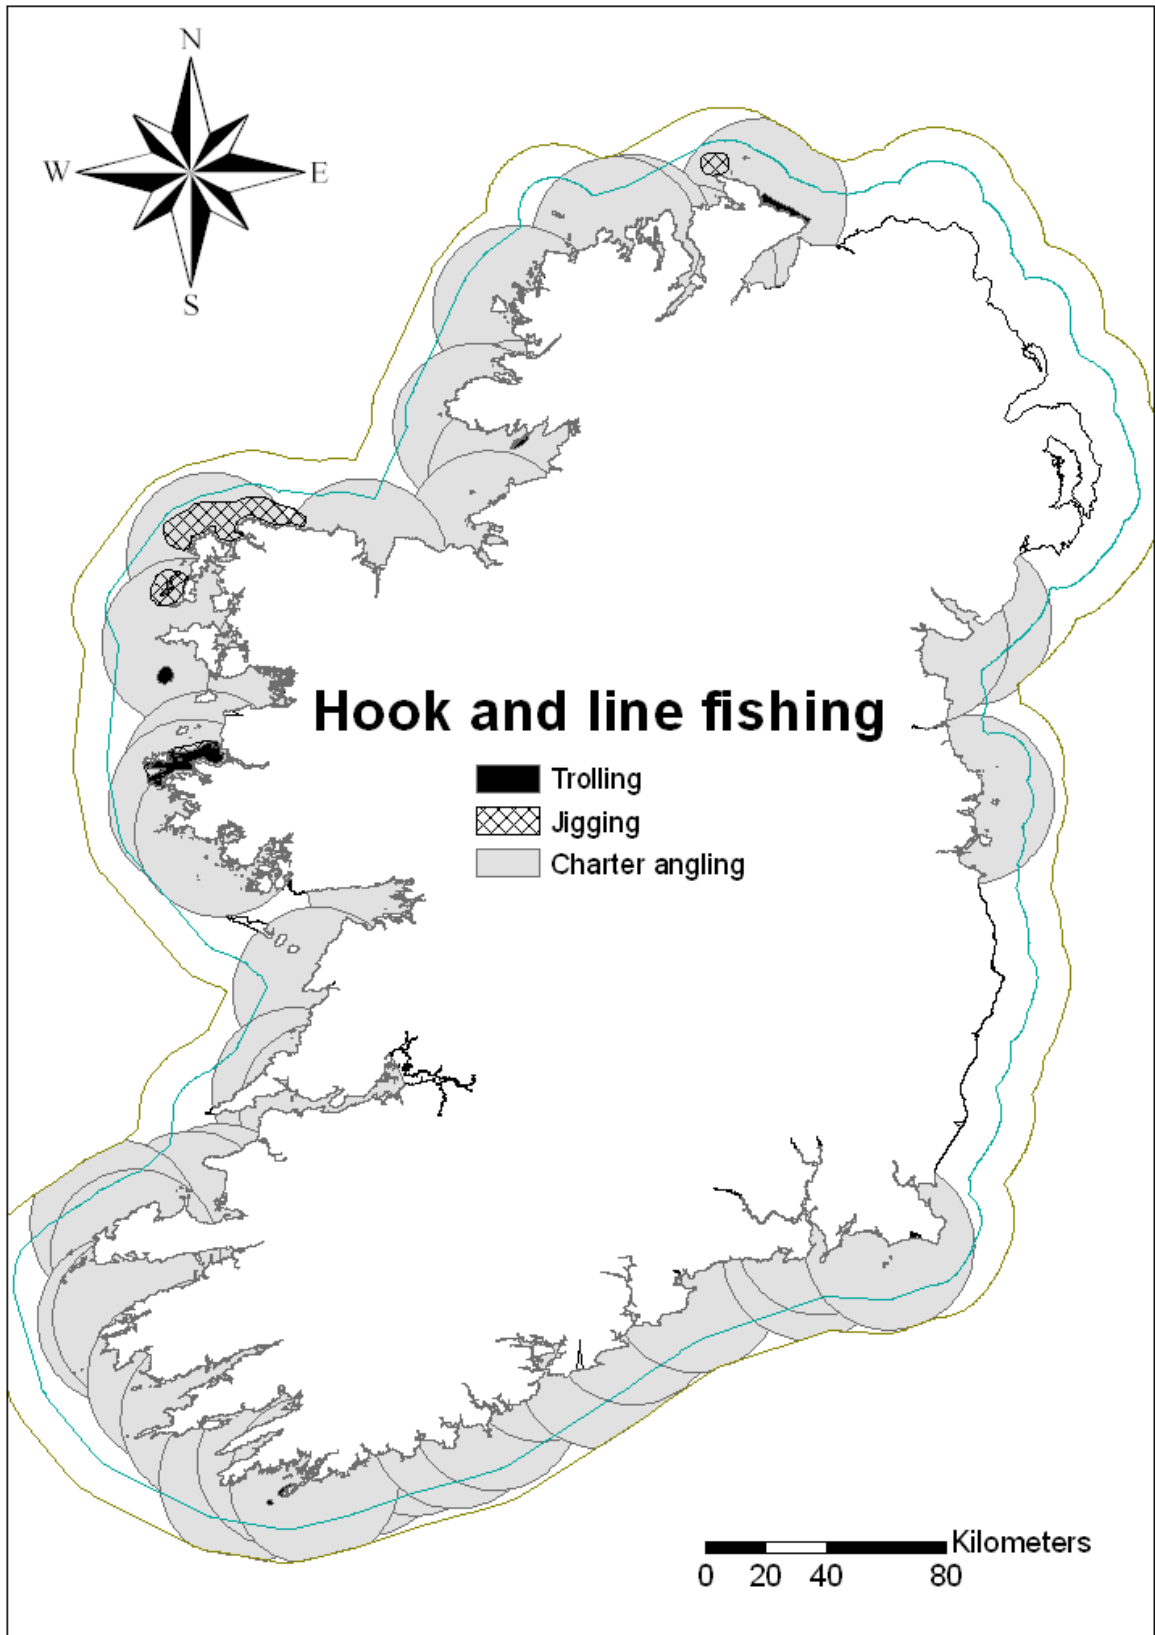 N
W E
S
Hook and line fishing
Trolling
Jigging
Charter angling
Kilometers
0 20 40 80